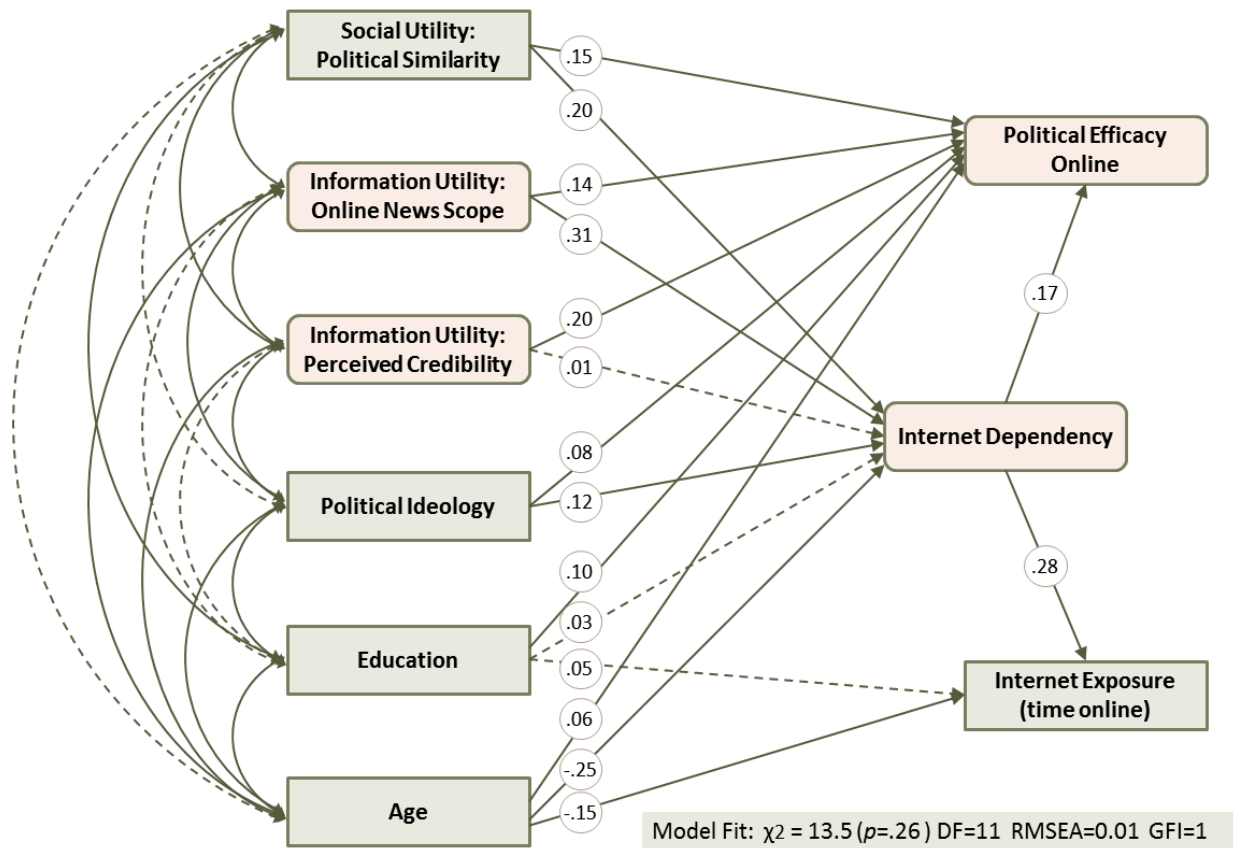 Social Utility:
Political Similarity
.15
.20
Political Efficacy
Online
Information Utility:
Online News Scope
.14
.31
.17
Information Utility:
Perceived Credibility
.20
.01
Internet Dependency
Political Ideology
.08
.12
.28
Education
.10
.03
.05
Internet Exposure
(time online)
Age
.06
-.25
-.15
Model Fit: χ2 = 13.5 (p=.26 ) DF=11 RMSEA=0.01 GFI=1